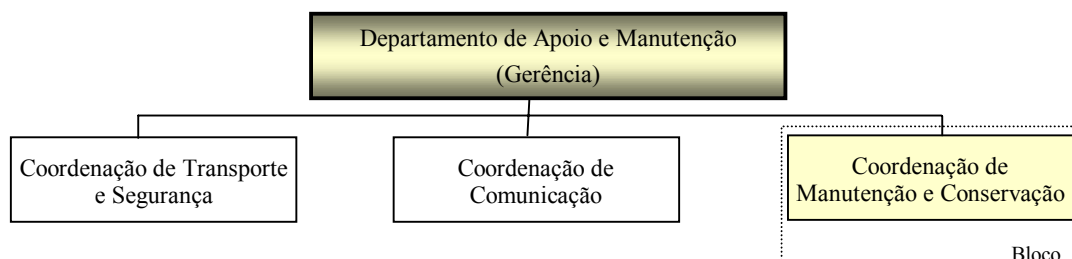 Departamento de Apoio e Manutenção
(Gerência)
Coordenação de Transporte
e Segurança
Coordenação de
Comunicação
Coordenação de
Manutenção e Conservação
Bloco